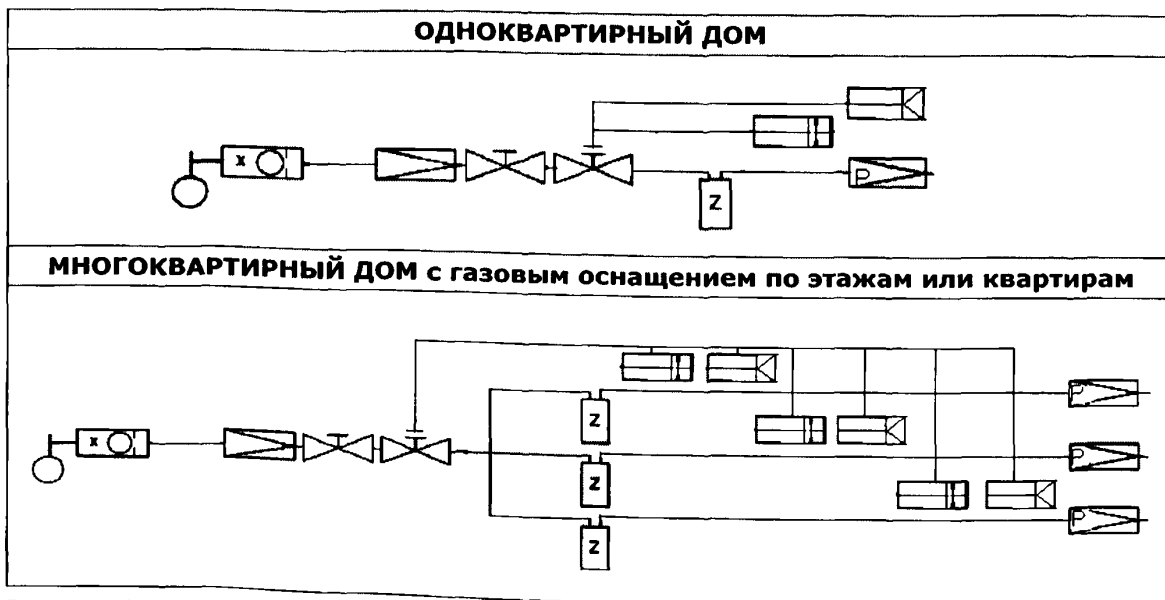 ОДНОКВАРТИРНЫЙ ДОМ
x
P
Z
МНОГОКВАРТИРНЫЙ ДОМ с газовым оснащением по этажам или квартирам
P
Z
x
P
Z
P
Z